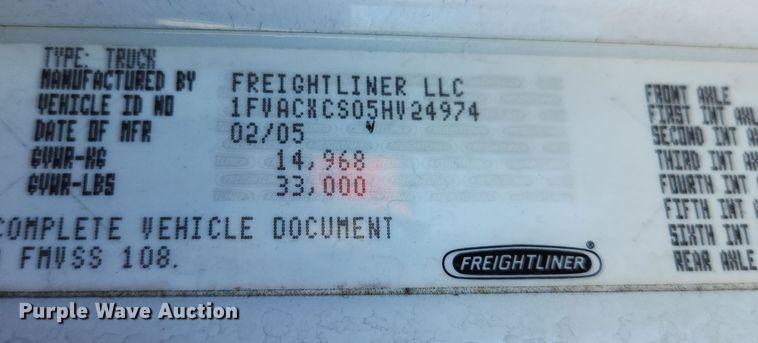 TYPE: TRUCK
MANUFACTURED BY FREIGHTLINER LLC
VEHICLE ID NO 1FVACXCS05HV24974
DATE OF MFR 02/05
GVWR-KG 14,968
GVWR-LBS 33,000
COMPLETE VEHICLE DOCUMENT
FMVSS 108.
FRONT AXLE
FIRST INT
SECOND INT
THIRD INT
FOURTH INT
FIFTH INT
SIXTH INT
REAR AXLE
FREIGHTLINER®
Purple Wave Auction